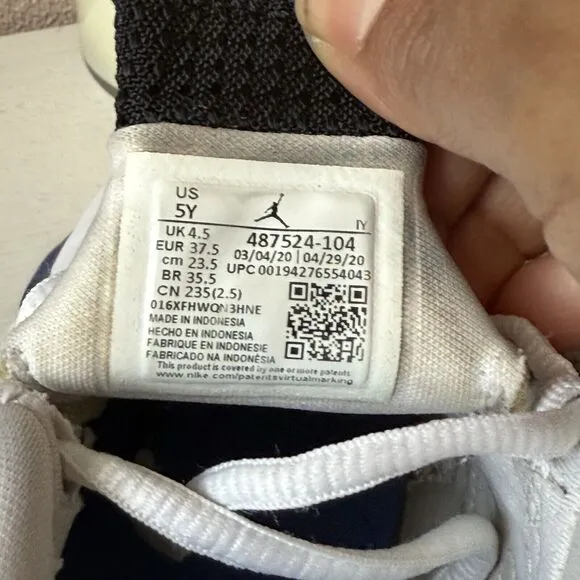 US
5Y
IY
UK 4.5
EUR 37.5
cm 23.5
BR 35.5
CN 235(2.5)
487524-104
03/04/20 | 04/29/20
UPC 00194276554043
016XFHWQN3HNE
MADE IN INDONESIA
HECHO EN INDONESIA
FABRIQUE EN INDONESIE
FABRICADO NA INDONÉSIA
This product is covered by one or more patents.
www.nike.com/patentsvirtualmarking